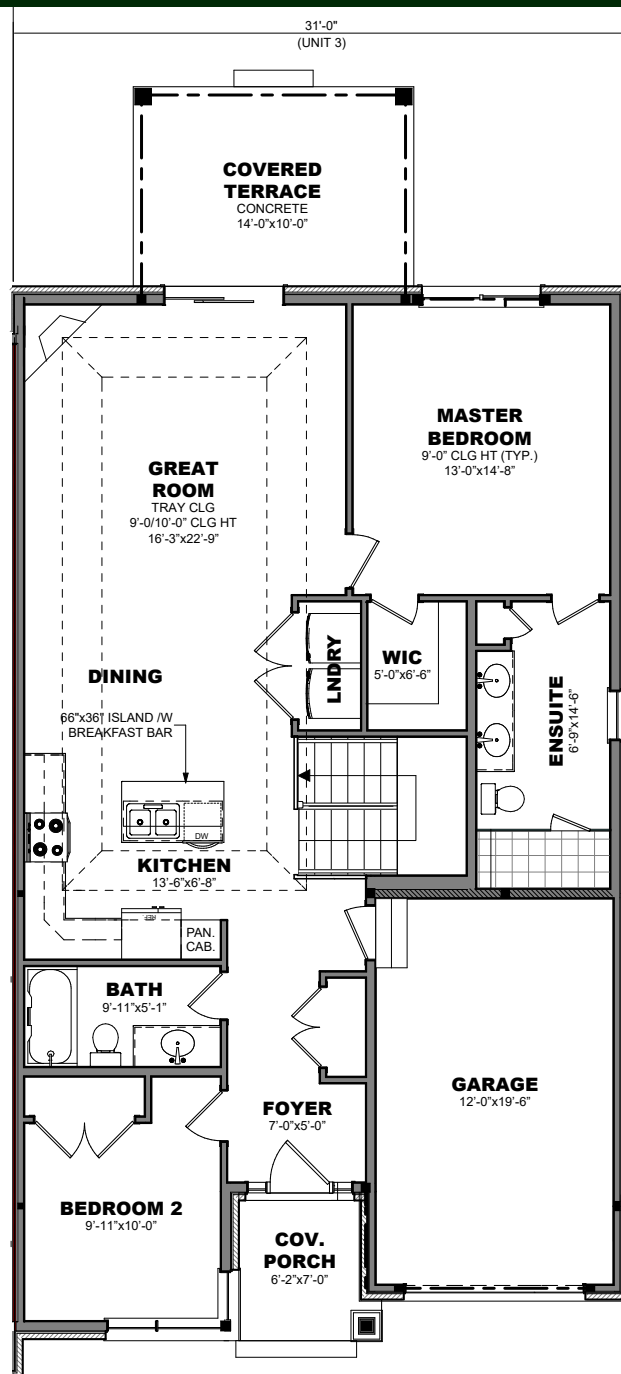 31'-0"
(UNIT 3)
COVERED
TERRACE
CONCRETE
14'-0"x10'-0"
MASTER
BEDROOM
9'-0" CLG HT (TYP.)
13'-0"x14'-8"
GREAT
ROOM
TRAY CLG
9'-0/10'-0" CLG HT
16'-3"x22'-9"
LNDRY
WIC
5'-0"x6'-6"
ENSUITE
6'-9"x14'-6"
DINING
66"x36" ISLAND /W
BREAKFAST BAR
DW
KITCHEN
13'-6"x6'-8"
REF.
PAN.
CAB.
BATH
9'-11"x5'-1"
GARAGE
12'-0"x19'-6"
FOYER
7'-0"x5'-0"
BEDROOM 2
9'-11"x10'-0"
COV.
PORCH
6'-2"x7'-0"